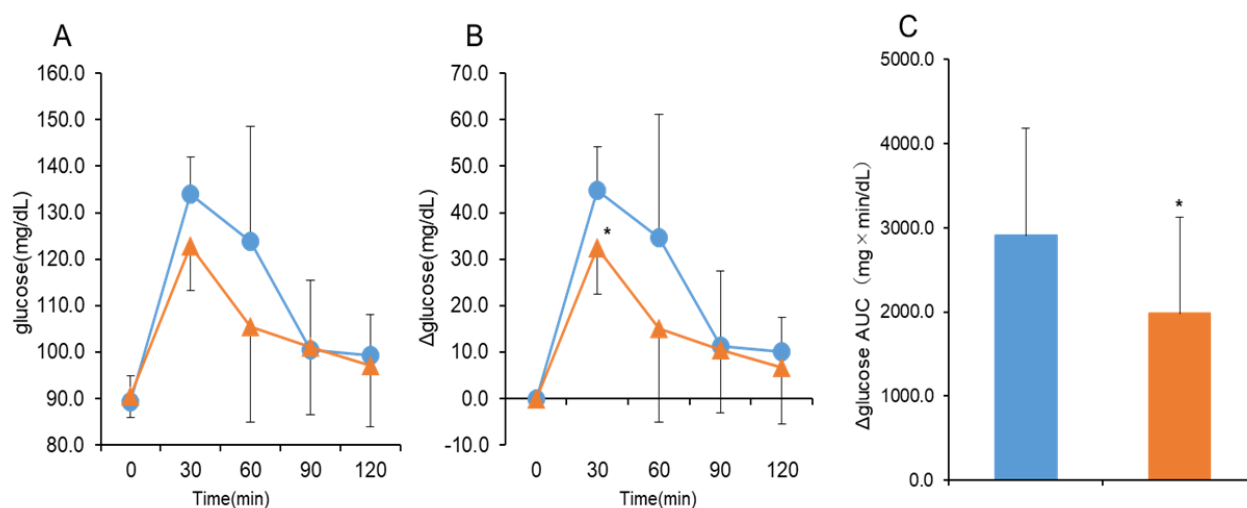 A
160.0
150.0
140.0
130.0
120.0
110.0
100.0
90.0
80.0
glucose(mg/dL)
0 30 60 90 120
Time(min)
B
70.0
60.0
50.0
40.0
30.0
20.0
10.0
0.0
-10.0
Δglucose(mg/dL)
*
0 30 60 90 120
Time(min)
C
5000.0
4000.0
3000.0
2000.0
1000.0
0.0
Δglucose AUC (mg×min/dL)
*